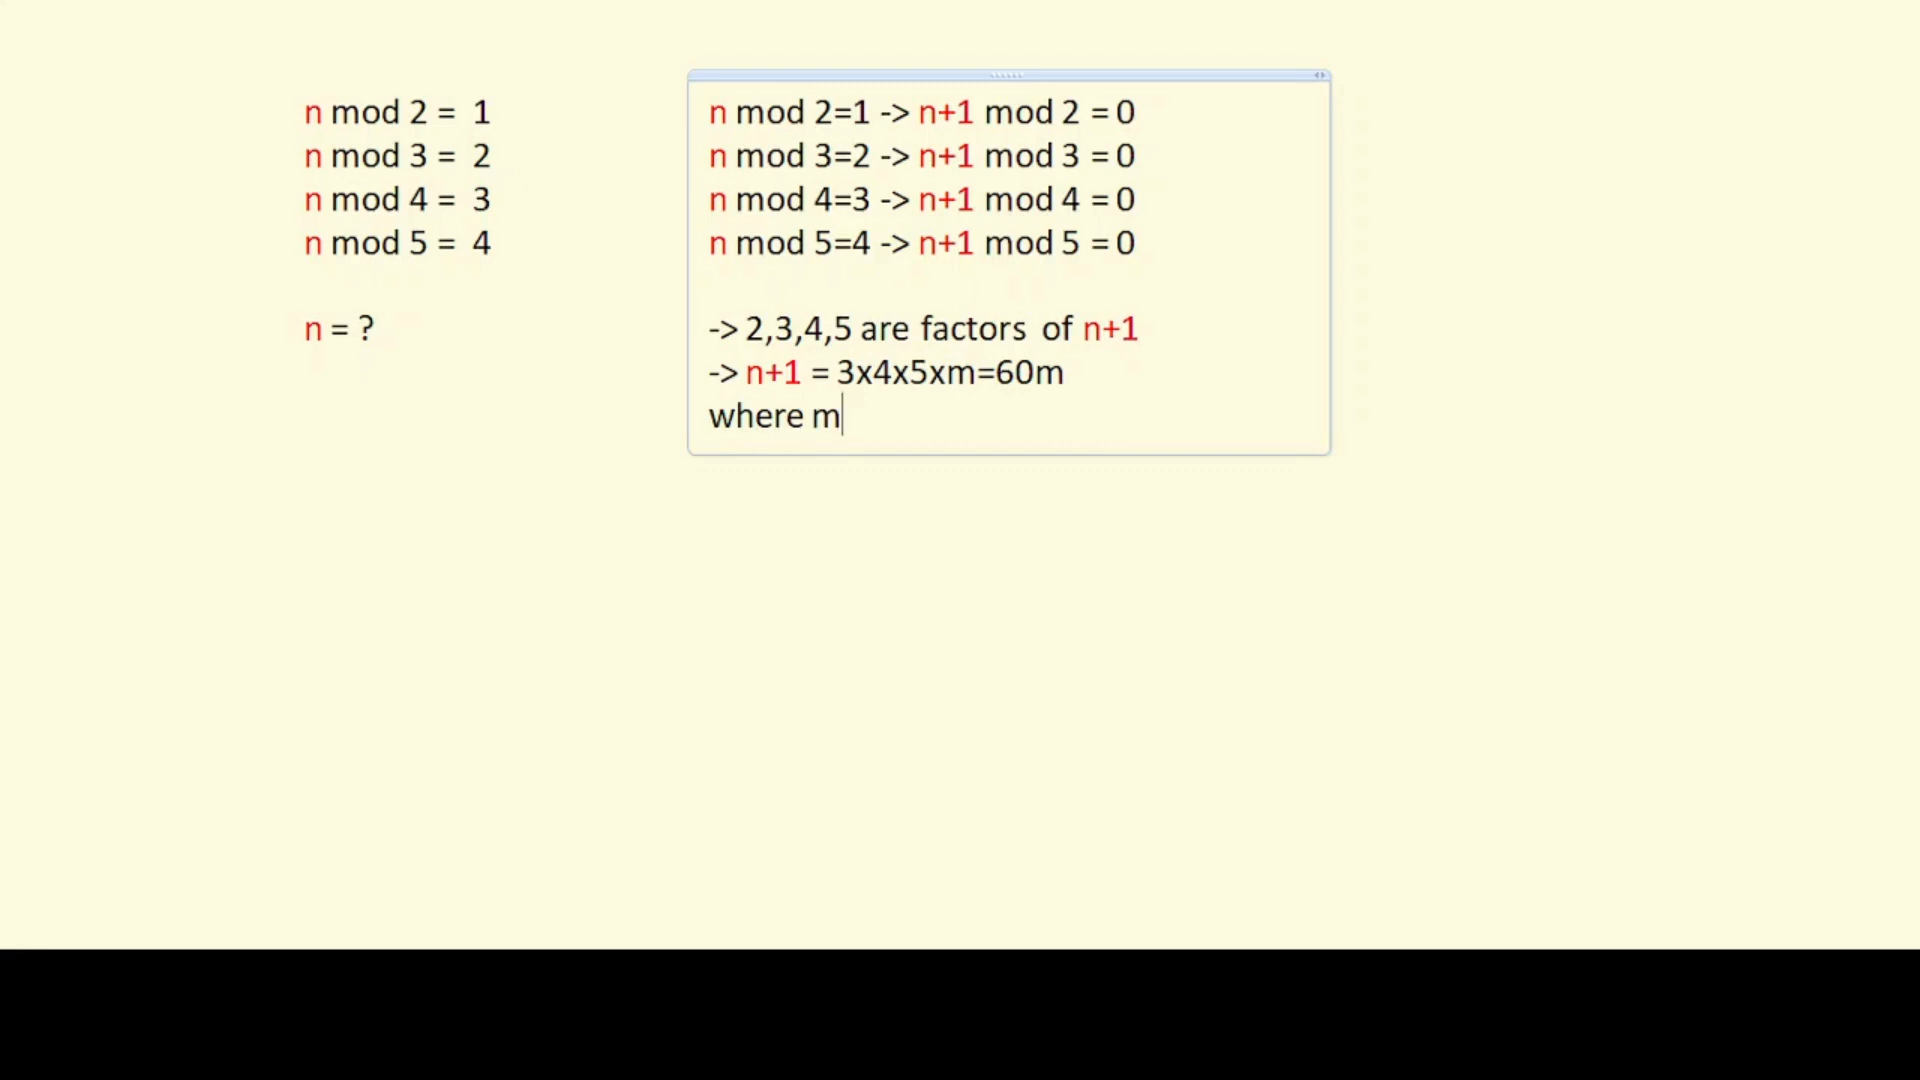 n mod 2 = 1
n mod 3 = 2
n mod 4 = 3
n mod 5 = 4
n = ?
n mod 2=1 -> n+1 mod 2 = 0
n mod 3=2 -> n+1 mod 3 = 0
n mod 4=3 -> n+1 mod 4 = 0
n mod 5=4 -> n+1 mod 5 = 0
-> 2,3,4,5 are factors of n+1
-> n+1 = 3x4x5xm=60m
where m